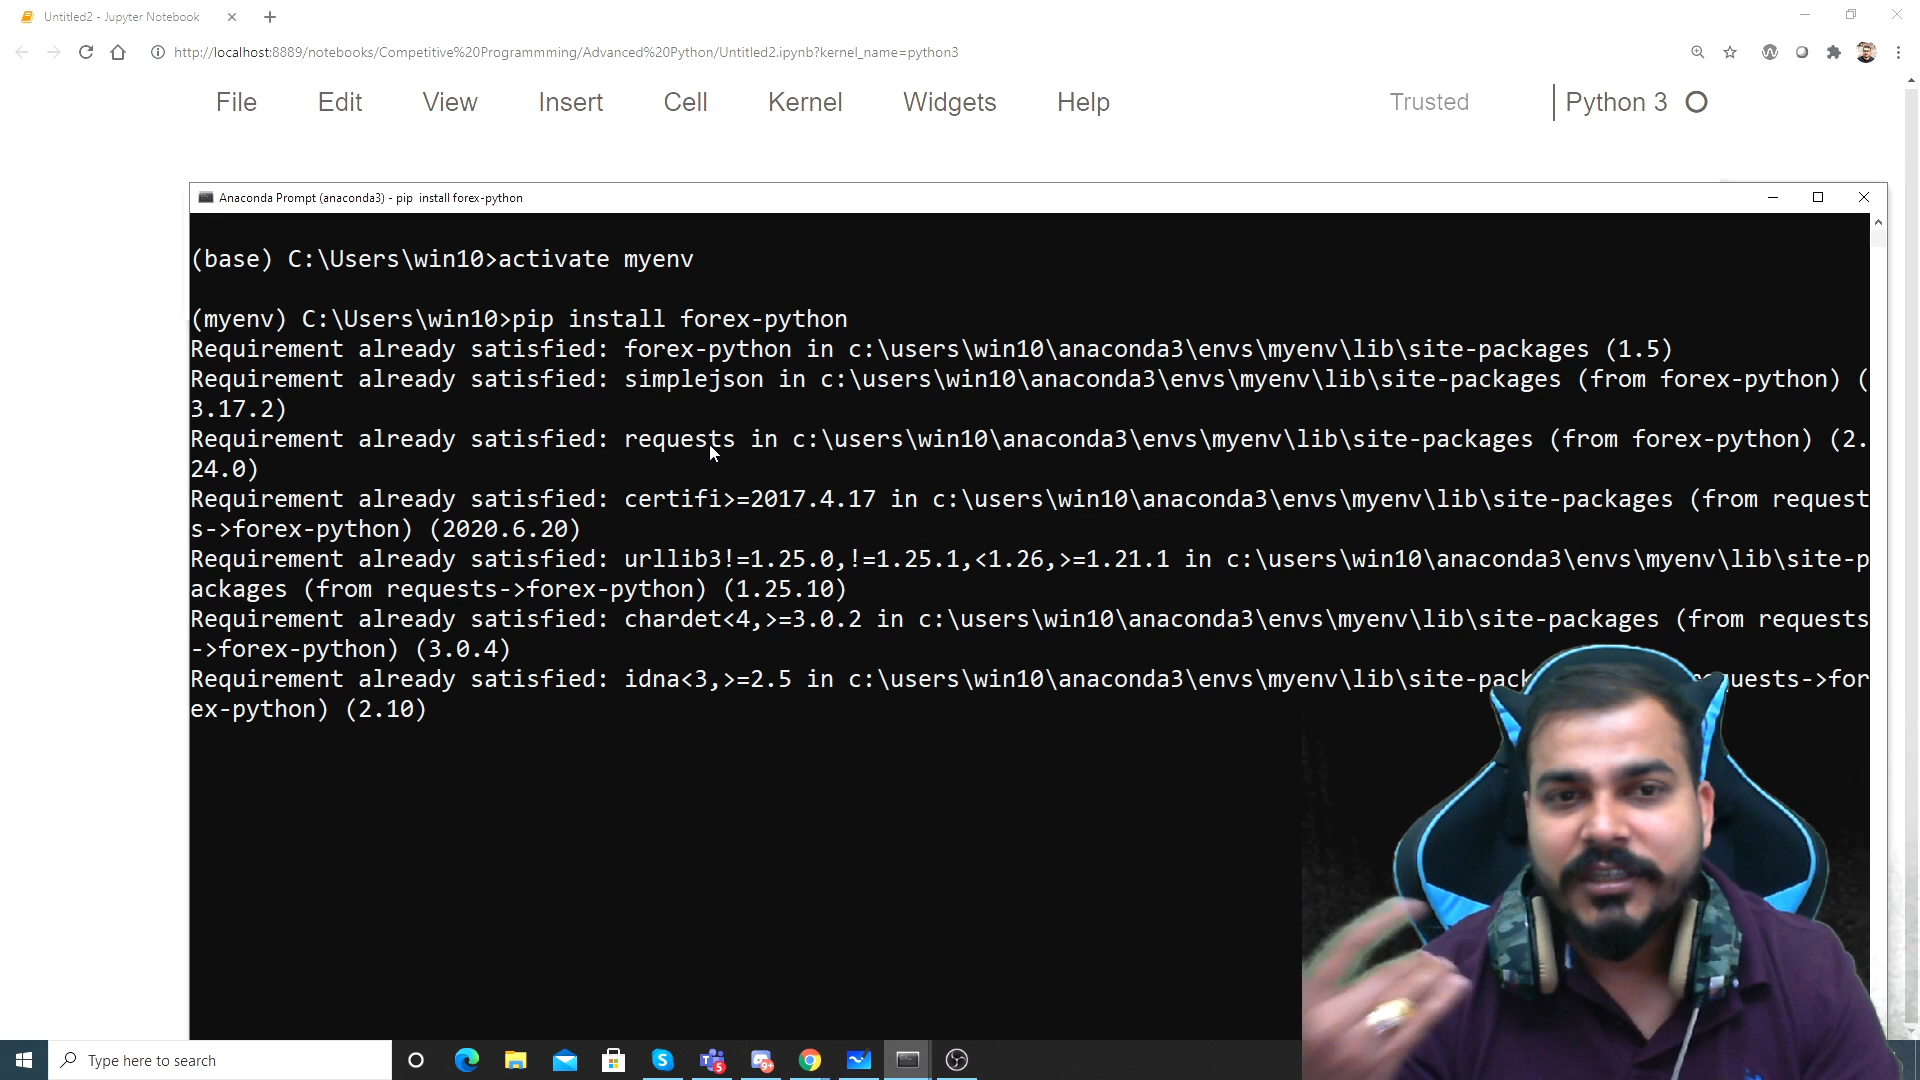 Untitled2 - Jupyter Notebook
http://localhost:8889/notebooks/Competitive%20Programmming/Advanced%20Python/Untitled2.ipynb?kernel_name=python3
File Edit View Insert Cell Kernel Widgets Help Trusted Python 3
Anaconda Prompt (anaconda3) - pip install forex-python
(base) C:\Users\win10>activate myenv
(myenv) C:\Users\win10>pip install forex-python
Requirement already satisfied: forex-python in c:\users\win10\anaconda3\envs\myenv\lib\site-packages (1.5)
Requirement already satisfied: simplejson in c:\users\win10\anaconda3\envs\myenv\lib\site-packages (from forex-python) (
3.17.2)
Requirement already satisfied: requests in c:\users\win10\anaconda3\envs\myenv\lib\site-packages (from forex-python) (2.
24.0)
Requirement already satisfied: certifi>=2017.4.17 in c:\users\win10\anaconda3\envs\myenv\lib\site-packages (from request
s->forex-python) (2020.6.20)
Requirement already satisfied: urllib3!=1.25.0,!=1.25.1,<1.26,>=1.21.1 in c:\users\win10\anaconda3\envs\myenv\lib\site-p
ackages (from requests->forex-python) (1.25.10)
Requirement already satisfied: chardet<4,>=3.0.2 in c:\users\win10\anaconda3\envs\myenv\lib\site-packages (from requests
->forex-python) (3.0.4)
Requirement already satisfied: idna<3,>=2.5 in c:\users\win10\anaconda3\envs\myenv\lib\site-pack uests->for
ex-python) (2.10)
Type here to search
5
9+